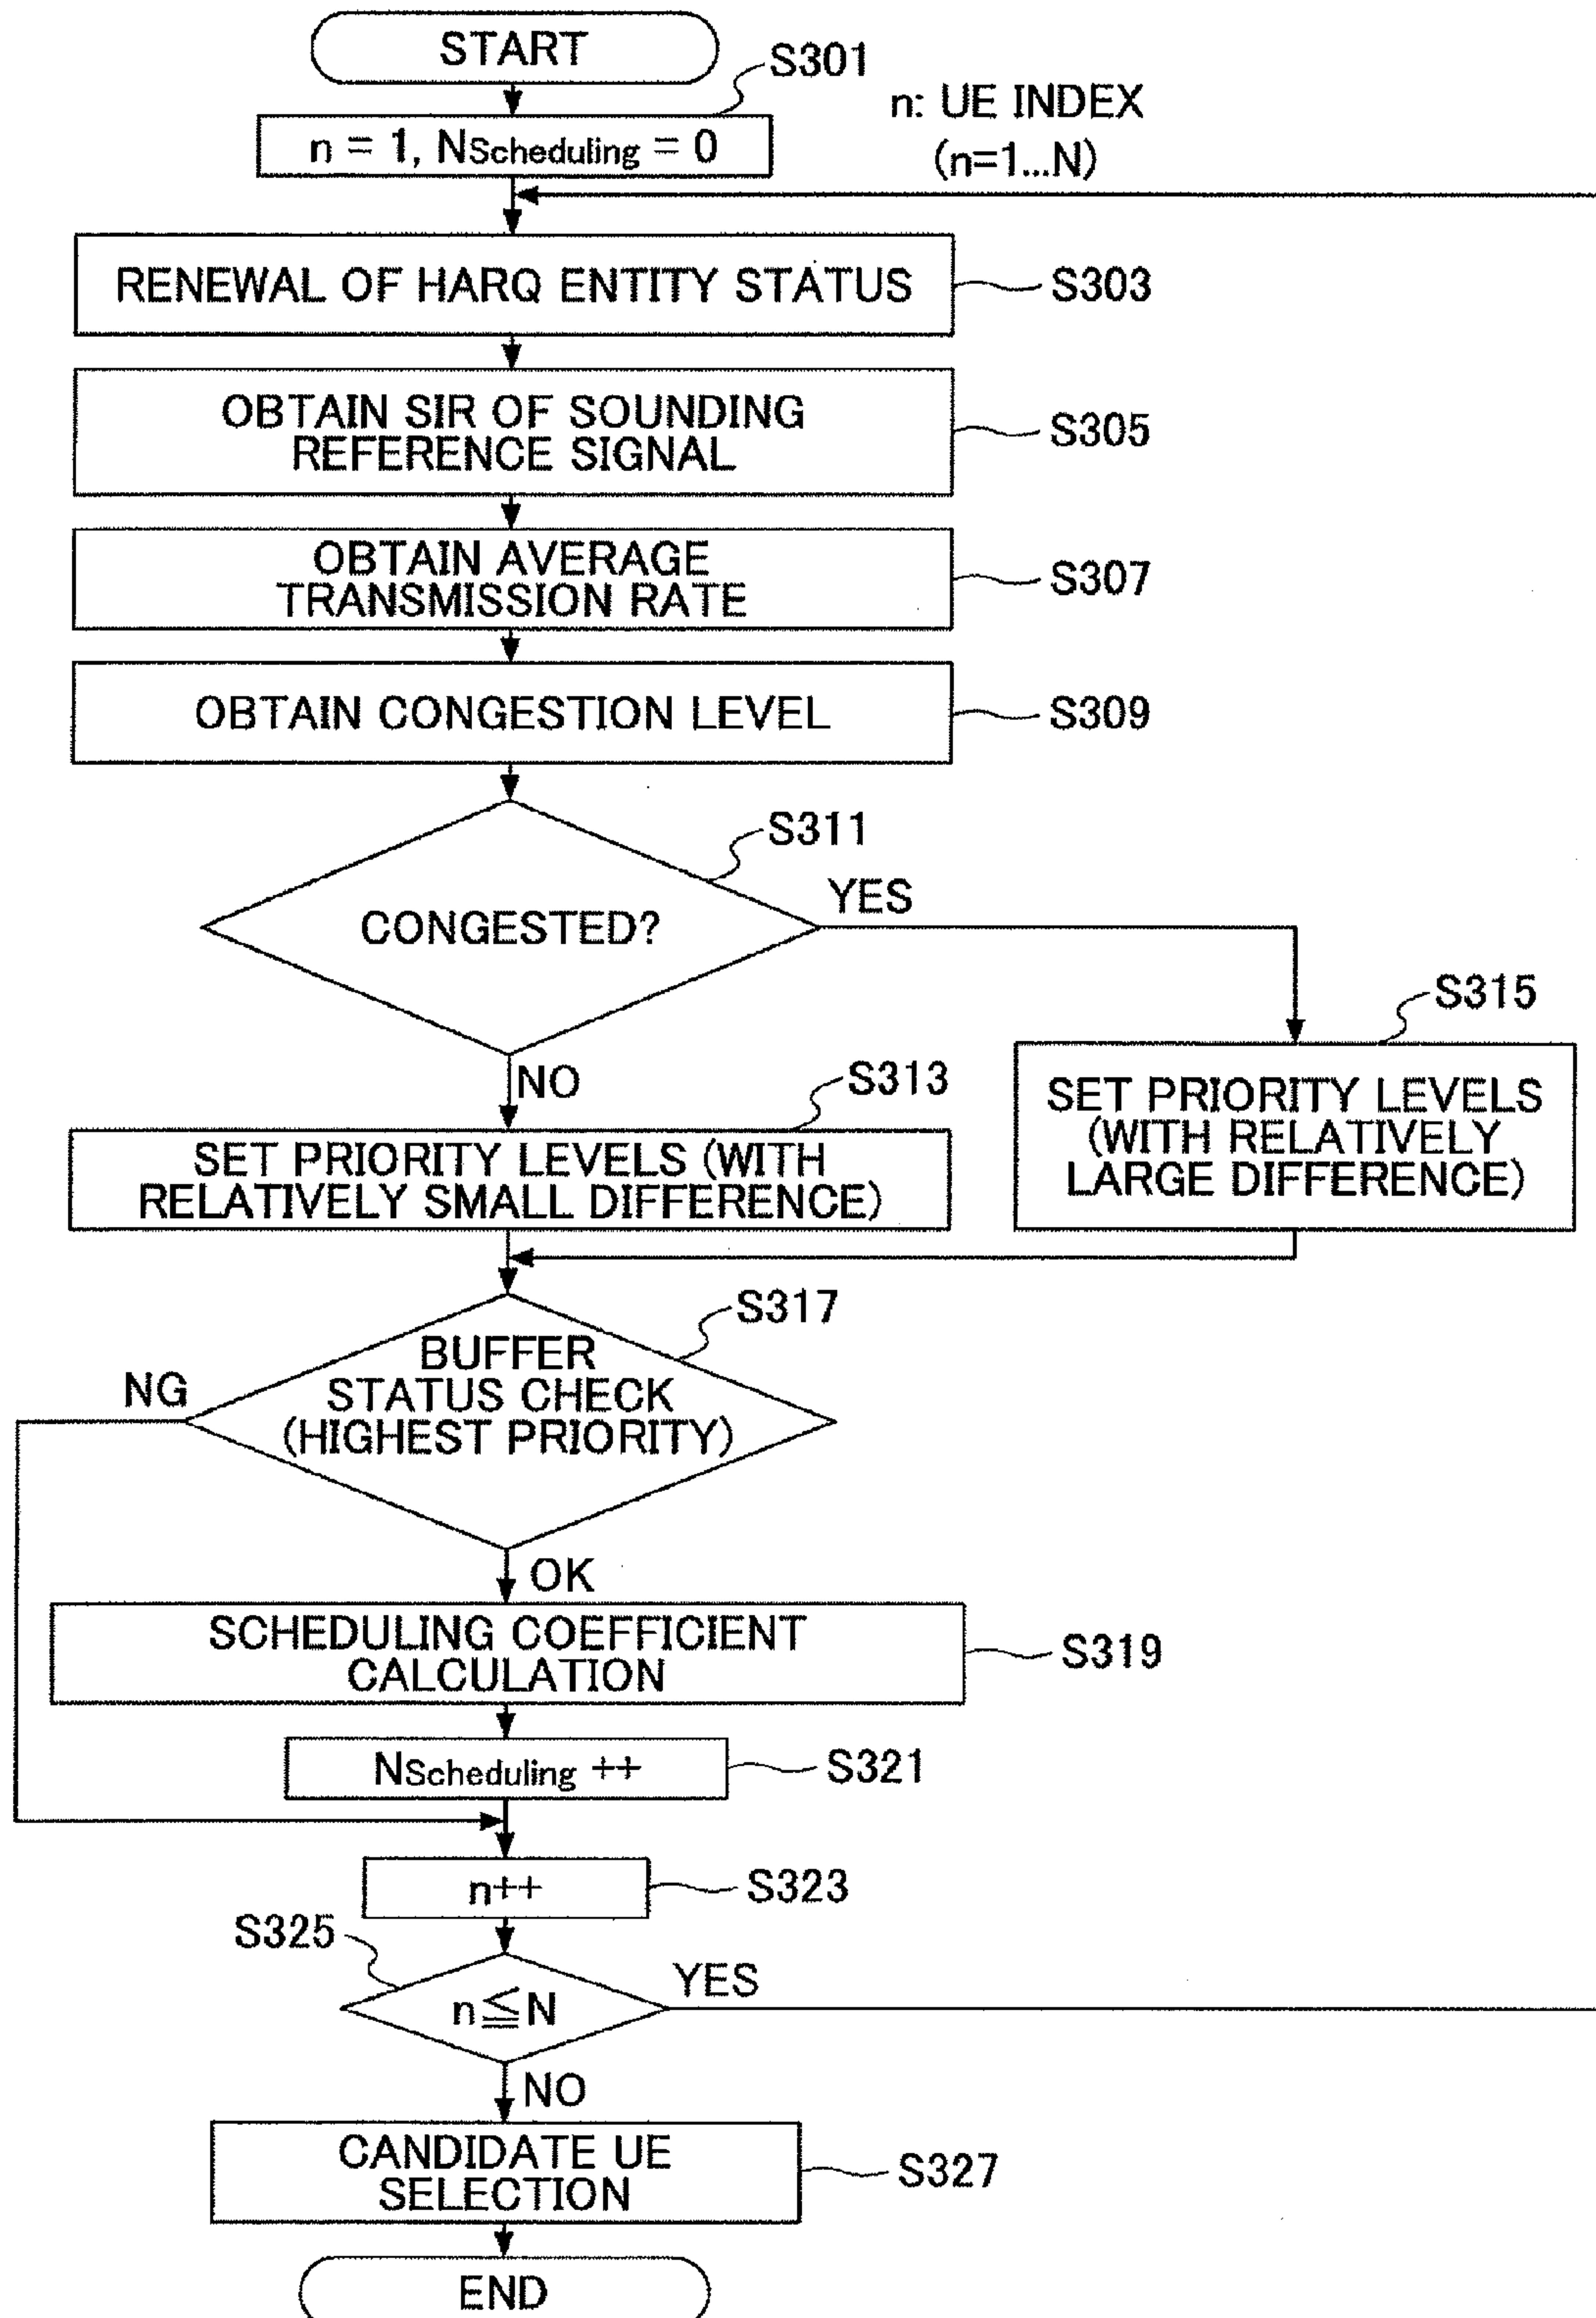 START
S301
n = 1, NScheduling = 0
n: UE INDEX
(n=1...N)
RENEWAL OF HARQ ENTITY STATUS
S303
OBTAIN SIR OF SOUNDING
REFERENCE SIGNAL
S305
OBTAIN AVERAGE
TRANSMISSION RATE
S307
OBTAIN CONGESTION LEVEL
S309
S311
CONGESTED?
YES
NO
S313
SET PRIORITY LEVELS (WITH
RELATIVELY SMALL DIFFERENCE)
S315
SET PRIORITY LEVELS
(WITH RELATIVELY
LARGE DIFFERENCE)
S317
BUFFER
STATUS CHECK
(HIGHEST PRIORITY)
NG
OK
SCHEDULING COEFFICIENT
CALCULATION
S319
NScheduling ++
S321
n++
S323
S325
n≦N
YES
NO
CANDIDATE UE
SELECTION
S327
END